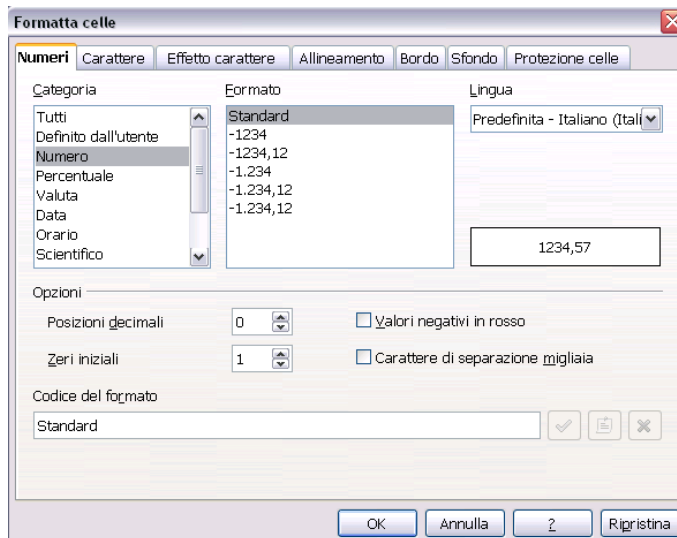 Formatta celle
Numeri Carattere Effetto carattere Allineamento Bordo Sfondo Protezione celle
Categoria Formato Lingua
Tutti Standard Predefinita - Italiano (Itali
Definito dall'utente -1234
Numero -1234,12
Percentuale -1.234
Valuta -1.234,12
Data -1.234,12
Orario
Scientifico 1234,57
Opzioni
Posizioni decimali 0 Valori negativi in rosso
Zeri iniziali 1 Carattere di separazione migliaia
Codice del formato
Standard
OK Annulla ? Ripristina